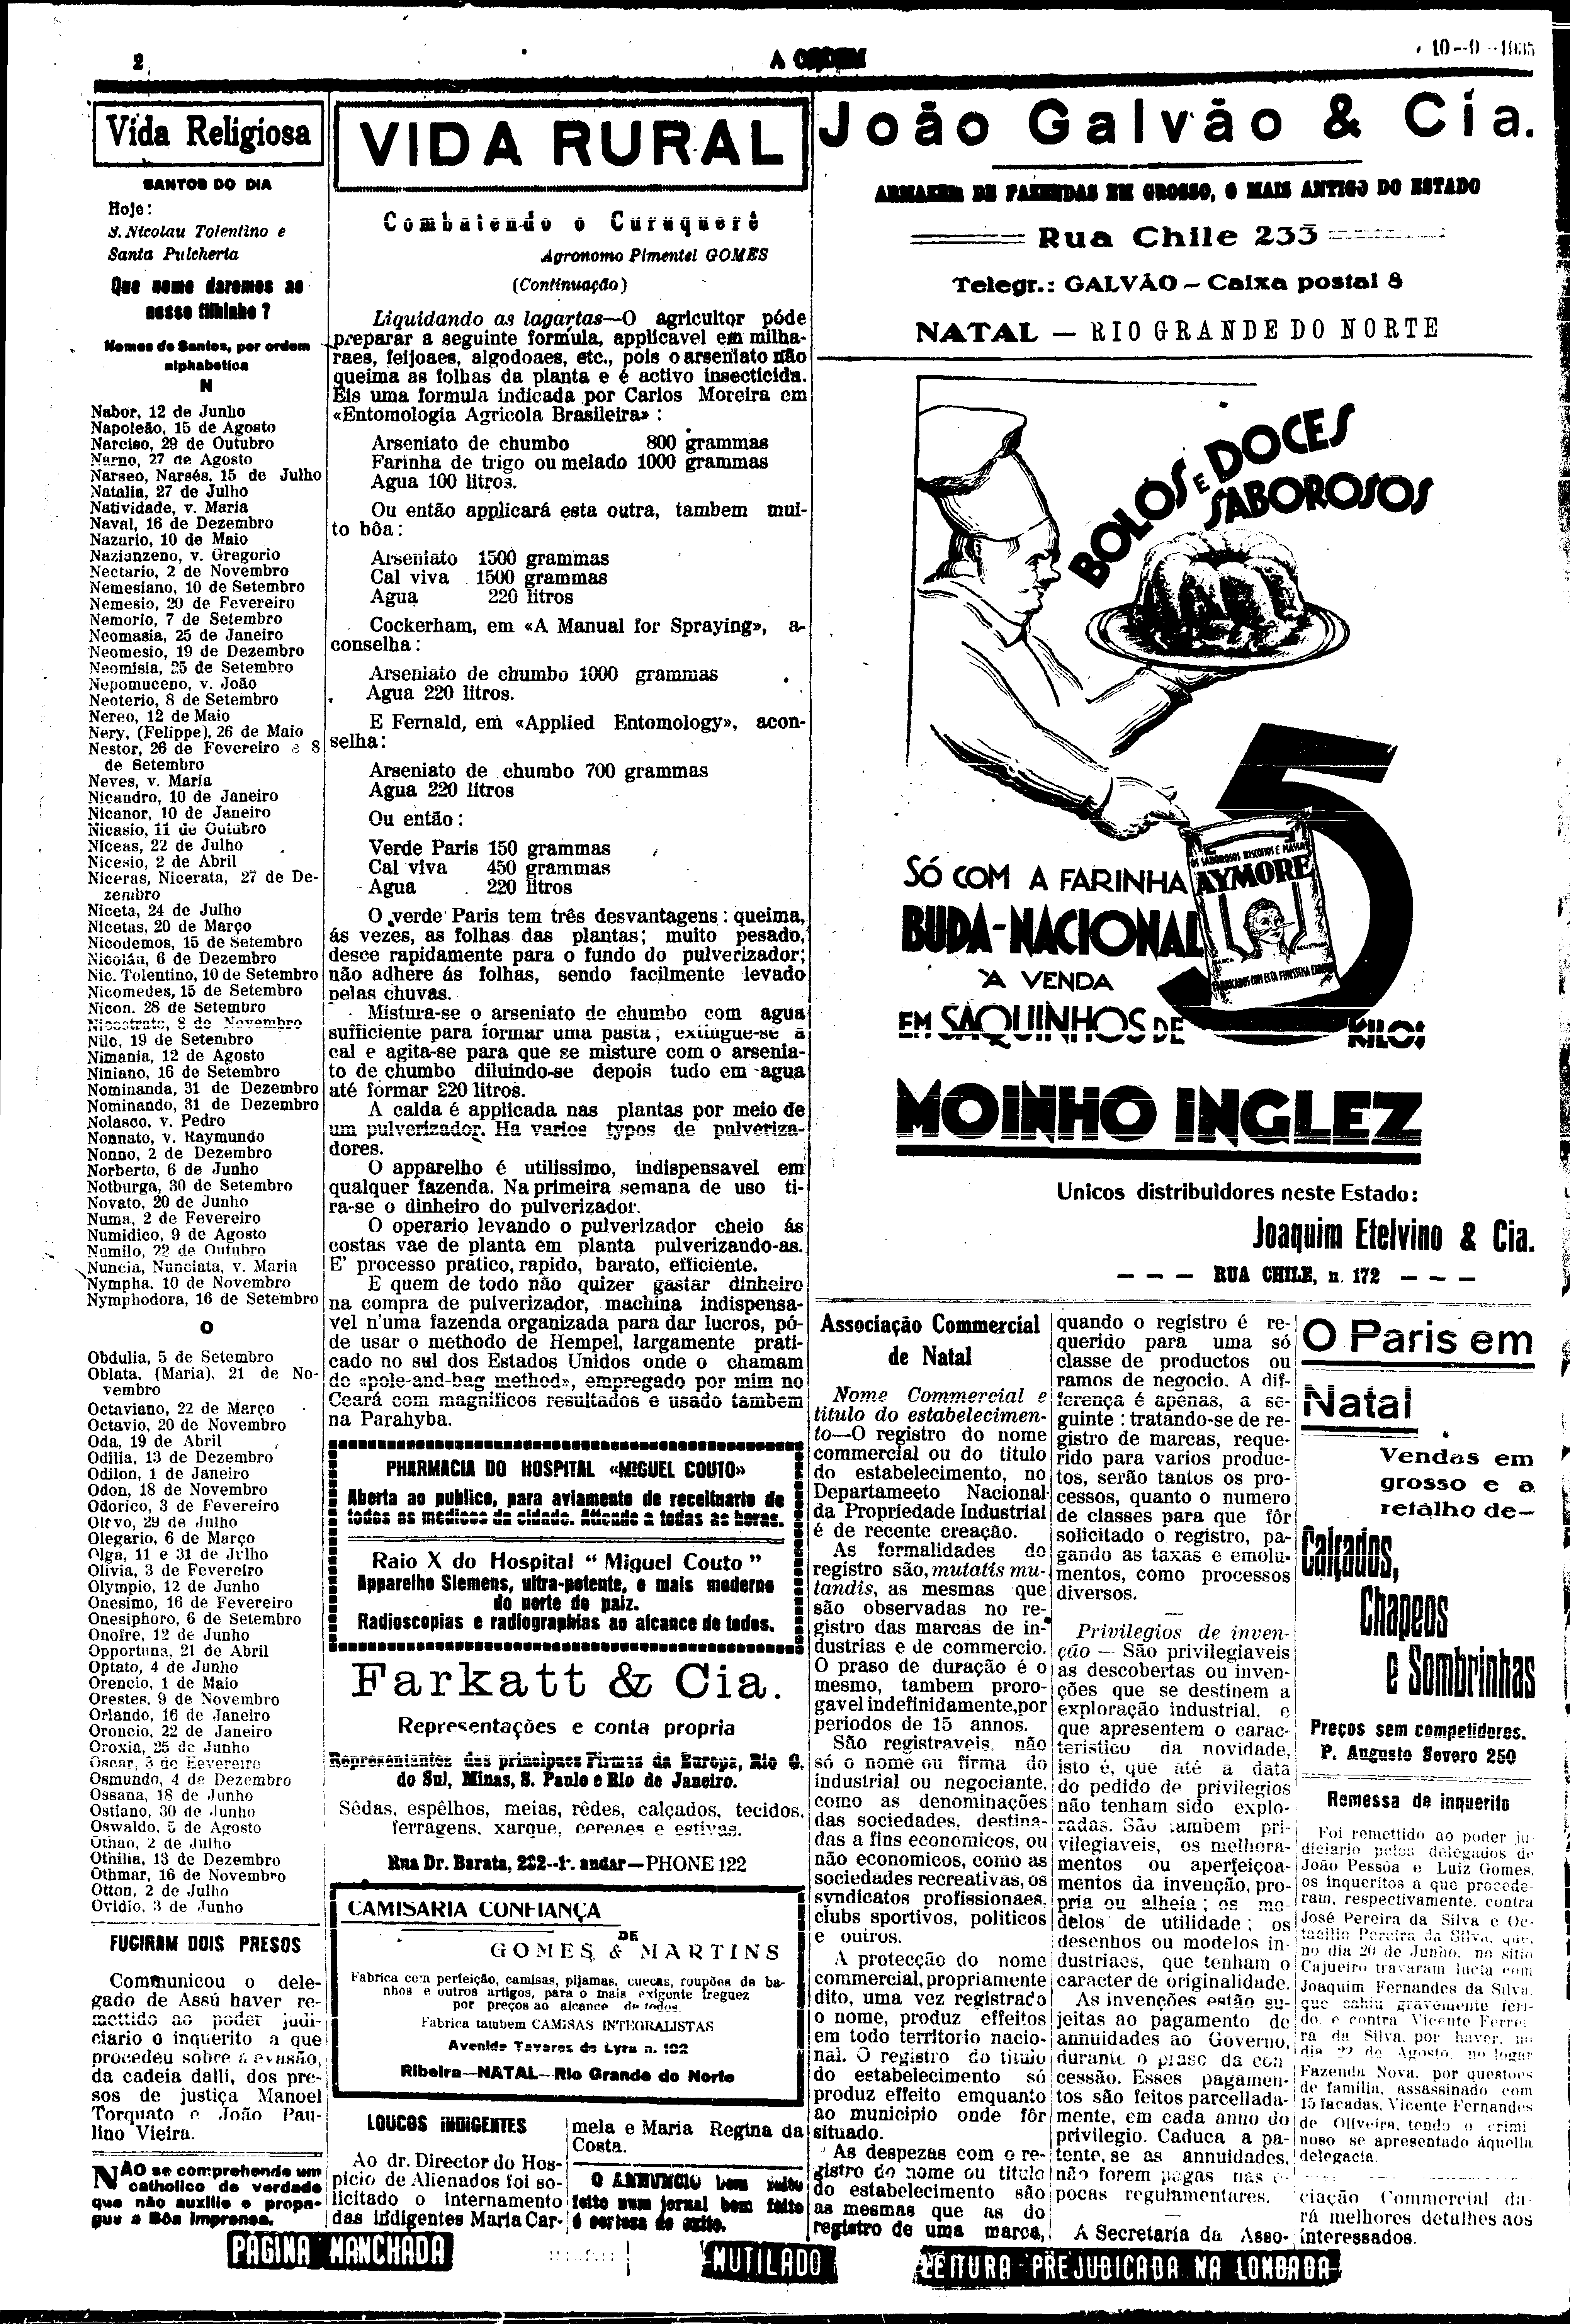 2
A ORDEM
10--9--1935
Vida Religiosa
SANTOS DO DIA
Hoje:
S. Nicolau Tolentino e
Santa Pulcheria
Que nome daremos ao
nosso filhinho ?
Nomes de Santos, por ordem
alphabetica
N
Nabor, 12 de Junho
Napoleão, 15 de Agosto
Narciso, 29 de Outubro
Narno, 27 de Agosto
Narseo, Narsés, 15 de Julho
Natalia, 27 de Julho
Natividade, v. Maria
Naval, 16 de Dezembro
Nazario, 10 de Maio
Nazianzeno, v. Gregorio
Nectario, 2 de Novembro
Nemesiano, 10 de Setembro
Nemesio, 20 de Fevereiro
Nemorio, 7 de Setembro
Neomasia, 25 de Janeiro
Neomesio, 19 de Dezembro
Neomisia, 25 de Setembro
Nepomuceno, v. João
Neoterio, 8 de Setembro
Nereo, 12 de Maio
Nery, (Felippe), 26 de Maio
Nestor, 26 de Fevereiro e 8
de Setembro
Neves, v. Maria
Nicandro, 10 de Janeiro
Nicanor, 10 de Janeiro
Nicasio, 11 de Outubro
Niceas, 22 de Julho
Nicesio, 2 de Abril
Niceras, Nicerata, 27 de De-
zembro
Niceta, 24 de Julho
Nicetas, 20 de Março
Nicodemos, 15 de Setembro
Nicoláu, 6 de Dezembro
Nic. Tolentino, 10 de Setembro
Nicomedes, 15 de Setembro
Nicon. 28 de Setembro
Nicostrato, 8 de Novembro
Nilo, 19 de Setembro
Nimania, 12 de Agosto
Niniano, 16 de Setembro
Nominanda, 31 de Dezembro
Nominando, 31 de Dezembro
Nolasco, v. Pedro
Nonnato, v. Raymundo
Nonno, 2 de Dezembro
Norberto, 6 de Junho
Notburga, 30 de Setembro
Novato, 20 de Junho
Numa, 2 de Fevereiro
Numidico, 9 de Agosto
Numilo, 22 de Outubro
Nuncia, Nunciata, v. Maria
Nympha. 10 de Novembro
Nymphodora, 16 de Setembro
O
Obdulia, 5 de Setembro
Oblata, (Maria), 21 de No-
vembro
Octaviano, 22 de Março
Octavio, 20 de Novembro
Oda, 19 de Abril
Odilia, 13 de Dezembro
Odilon, 1 de Janeiro
Odon, 18 de Novembro
Odorico, 3 de Fevereiro
Olavo, 29 de Julho
Olegario, 6 de Março
Olga, 11 e 31 de Julho
Olivia, 3 de Fevereiro
Olympio, 12 de Junho
Onesimo, 16 de Fevereiro
Onesiphoro, 6 de Setembro
Onofre, 12 de Junho
Opportuna, 21 de Abril
Optato, 4 de Junho
Orencio, 1 de Maio
Orestes, 9 de Novembro
Orlando, 16 de Janeiro
Oroncio, 22 de Janeiro
Oroxia, 25 de Junho
Oscar, 3 de Fevereiro
Osmundo, 4 de Dezembro
Ossana, 18 de Junho
Ostiano, 30 de Junho
Oswaldo, 5 de Agosto
Othão, 2 de Julho
Othilia, 13 de Dezembro
Othmar, 16 de Novembro
Otton, 2 de Julho
Ovidio, 3 de Junho
FUGIRAM DOIS PRESOS
Communicou o dele-
gado de Assú haver re-
mettido ao poder judi-
ciario o inquerito a que
procedeu sobre a evasão,
da cadeia dalli, dos pre-
sos de justiça Manoel
Torquato e João Pau-
lino Vieira.
NÃO se comprehende um
catholico de verdade
que não auxilie e propa-
gue a Bôa Imprensa.
VIDA RURAL
Combatendo o Curuquerê
Agronomo Pimentel GOMES
(Continuação)
Liquidando as lagartas—O agricultor póde
preparar a seguinte formula, applicavel em milha-
raes, feijoaes, algodoaes, etc., pois o arseniato não
queima as folhas da planta e é activo insecticida.
Eis uma formula indicada por Carlos Moreira em
«Entomologia Agricola Brasileira» :
Arseniato de chumbo 800 grammas
Farinha de trigo ou melado 1000 grammas
Agua 100 litros.
Ou então applicará esta outra, tambem mui-
to bôa:
Arseniato 1500 grammas
Cal viva 1500 grammas
Agua 220 litros
Cockerham, em «A Manual for Spraying», a-
conselha:
Arseniato de chumbo 1000 grammas
Agua 220 litros.
E Fernald, em «Applied Entomology», acon-
selha:
Arseniato de chumbo 700 grammas
Agua 220 litros
Ou então:
Verde Paris 150 grammas
Cal viva 450 grammas
Agua 220 litros
O verde Paris tem três desvantagens: queima,
ás vezes, as folhas das plantas; muito pesado,
desce rapidamente para o fundo do pulverizador;
não adhere ás folhas, sendo facilmente levado
pelas chuvas.
Mistura-se o arseniato de chumbo com agua
sufficiente para formar uma pasta; extingue-se a
cal e agita-se para que se misture com o arsenia-
to de chumbo diluindo-se depois tudo em agua
até formar 220 litros.
A calda é applicada nas plantas por meio de
um pulverizador. Ha varios typos de pulveriza-
dores.
O apparelho é utilissimo, indispensavel em
qualquer fazenda. Na primeira semana de uso ti-
ra-se o dinheiro do pulverizador.
O operario levando o pulverizador cheio ás
costas vae de planta em planta pulverizando-as.
E' processo prático, rapido, barato, efficiente.
E quem de todo não quizer gastar dinheiro
na compra de pulverizador, machina indispensa-
vel n'uma fazenda organizada para dar lucros, pó-
de usar o methodo de Hempel, largamente prati-
cado no sul dos Estados Unidos onde o chamam
de «pole-and-bag method», empregado por mim no
Ceará com magnificos resultados e usado tambem
na Parahyba.
PHARMACIA DO HOSPITAL «MIGUEL COUTO»
Aberta ao publico, para aviamento de receituario de
todos os medicos da cidade. Attende a todas as horas.
Raio X do Hospital " Miguel Couto "
Apparelho Siemens, ultra-potente, o mais moderno
do norte do paiz.
Radioscopias e radiographias ao alcance de todos.
Farkatt & Cia.
Representações e conta propria
Representantes das principaes Firmas da Europa, Rio G.
do Sul, Minas, S. Paulo e Rio de Janeiro.
Sêdas, espêlhos, meias, rêdes, calçados, tecidos,
ferragens, xarque, cereaes e estivas.
Rua Dr. Barata, 232--1º. andar—PHONE 122
CAMISARIA CONFIANÇA
DE
GOMES & MARTINS
Fabrica com perfeição, camisas, pijamas, cuecas, roupões de ba-
nhos e outros artigos, para o mais exigente freguez
por preços ao alcance de todos.
Fabrica tambem CAMISAS INTEGRALISTAS
Avenida Tavares de Lyra n. 102
Ribeira—NATAL—Rio Grande do Norte
LOUCOS INDIGENTES
Ao dr. Director do Hos-
picio de Alienados foi so-
licitado o internamento
das indigentes Maria Car-
mela e Maria Regina da
Costa.
O ANNUNCIO bem feito
feito num jornal bem feito
é certeza de exito.
João Galvão & Cia.
ARMAZEM DE FAZENDAS EM GROSSO, O MAIS ANTIGO DO ESTADO
Rua Chile 233
Telegr.: GALVÃO — Caixa postal 8
NATAL — RIO GRANDE DO NORTE
BOLOS E DOCES
SABOROSOS
5
OS SABOROSOS BISCOITOS E MASSAS
AYMORE
MARCA
FABRICADOS COM ESTA FINISSIMA FARINHA
SÓ COM A FARINHA
BUDA-NACIONAL
'A VENDA
EM SAQUINHOS DE
KILOS
MOINHO INGLEZ
Unicos distribuidores neste Estado:
Joaquim Etelvino & Cia.
— — — RUA CHILE, n. 172 — — —
Associação Commercial
de Natal
Nome Commercial e
titulo do estabelecimen-
to—O registro do nome
commercial ou do titulo
do estabelecimento, no
Departameeto Nacional
da Propriedade Industrial
é de recente creação.
As formalidades do
registro são, mutatis mu-
tandis, as mesmas que
são observadas no re-
gistro das marcas de in-
dustrias e de commercio.
O praso de duração é o
mesmo, tambem proro-
gavel indefinidamente, por
periodos de 15 annos.
São registraveis, não
só o nome ou firma do
industrial ou negociante,
como as denominações
das sociedades, destina-
das a fins economicos, ou
não economicos, como as
sociedades recreativas, os
syndicatos profissionaes,
clubs sportivos, politicos
e outros.
A protecção do nome
commercial, propriamente
dito, uma vez registrado
o nome, produz effeitos
em todo territorio nacio-
nal. O registro do titulo
do estabelecimento só
produz effeito emquanto
ao municipio onde fôr
situado.
As despezas com o re-
gistro do nome ou titulo
do estabelecimento são
as mesmas que as do
registro de uma marca,
quando o registro é re-
querido para uma só
classe de productos ou
ramos de negocio. A dif-
ferença é apenas, a se-
guinte : tratando-se de re-
gistro de marcas, reque-
rido para varios produc-
tos, serão tantos os pro-
cessos, quanto o numero
de classes para que fôr
solicitado o registro, pa-
gando as taxas e emolu-
mentos, como processos
diversos.
Privilegios de inven-
ção — São privilegiaveis
as descobertas ou inven-
ções que se destinem a
exploração industrial, e
que apresentem o carac-
teristico da novidade,
isto é, que até a data
do pedido de privilegios
não tenham sido explo-
radas. São tambem pri-
vilegiaveis, os melhora-
mentos ou aperfeiçoa-
mentos da invenção, pro-
pria ou alheia; os mo-
delos de utilidade; os
desenhos ou modelos in-
dustriaes, que tenham o
caracter de originalidade.
As invenções estão su-
jeitas ao pagamento de
annuidades ao Governo,
durante o praso da con
cessão. Esses pagamen-
tos são feitos parcellada-
mente, em cada anno do
privilegio. Caduca a pa-
tente, se as annuidades,
não forem pagas nas e-
pocas regulamentares.
A Secretaria da Asso-
ciação Commercial da-
rá melhores detalhes aos
interessados.
O Paris em
Natal
Vendas em
grosso e a
retalho de—
Calçados,
Chapeos
e Sombrinhas
Preços sem competidores.
P. Augusto Severo 250
Remessa de inquerito
Foi remettido ao poder ju
diciario pelos delegados de
João Pessôa e Luiz Gomes,
os inqueritos a que procede-
ram, respectivamente, contra
José Pereira da Silva e Oc-
tacilio Pereira da Silva, que,
no dia 20 de Junho, no sitio
Cajueiro travaram lucta com
Joaquim Fernandes da Silva,
que sahiu gravemente feri-
do, e contra Vicente Ferrei
ra da Silva, por haver, no
dia 22 de Agosto, no logar
Fazenda Nova, por questões
de familia, assassinado com
15 facadas, Vicente Fernandes
de Oliveira, tendo o crimi
noso se apresentado áquella
delegacia.
PAGINA MANCHADA
MUTILADO
LEITURA PREJUDICADA NA LOMBADA